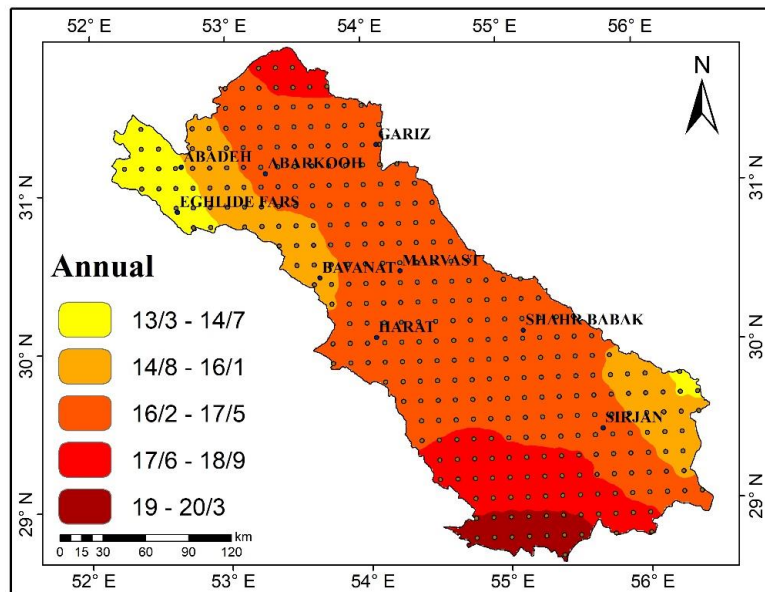 52° E 53° E 54° E 55° E 56° E
N
GARIZ
ABADEH
ABARKOOH
31° N
31° N
EGHLIDE FARS
Annual
BAVANAT
MARVAST
13/3 - 14/7
SHAHR BABAK
HARAT
30° N
30° N
14/8 - 16/1
16/2 - 17/5
SIRJAN
17/6 - 18/9
29° N
29° N
19 - 20/3
0 15 30 60 90 120 km
52° E 53° E 54° E 55° E 56° E